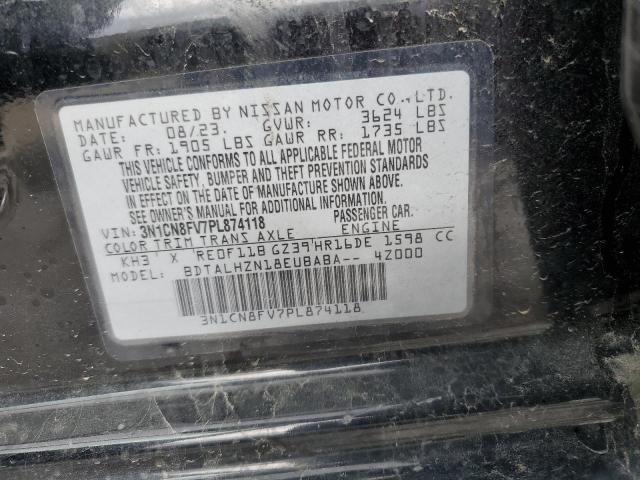 MANUFACTURED BY NISSAN MOTOR CO.,LTD.
DATE: 08/23. GVWR: 3624 LBS
GAWR FR: 1905 LBS GAWR RR: 1735 LBS
THIS VEHICLE CONFORMS TO ALL APPLICABLE FEDERAL MOTOR
VEHICLE SAFETY, BUMPER AND THEFT PREVENTION STANDARDS
IN EFFECT ON THE DATE OF MANUFACTURE SHOWN ABOVE.
SEE OWNER'S MANUAL FOR ADDITIONAL INFORMATION.
VIN: 3N1CN8FV7PL874118 PASSENGER CAR.
COLOR TRIM TRANS AXLE ENGINE
KH3 X RE0F11B GZ39 HR16DE 1598 CC
MODEL: BDTALHZN18EUBABA-- 4Z000
3N1CN8FV7PL874118